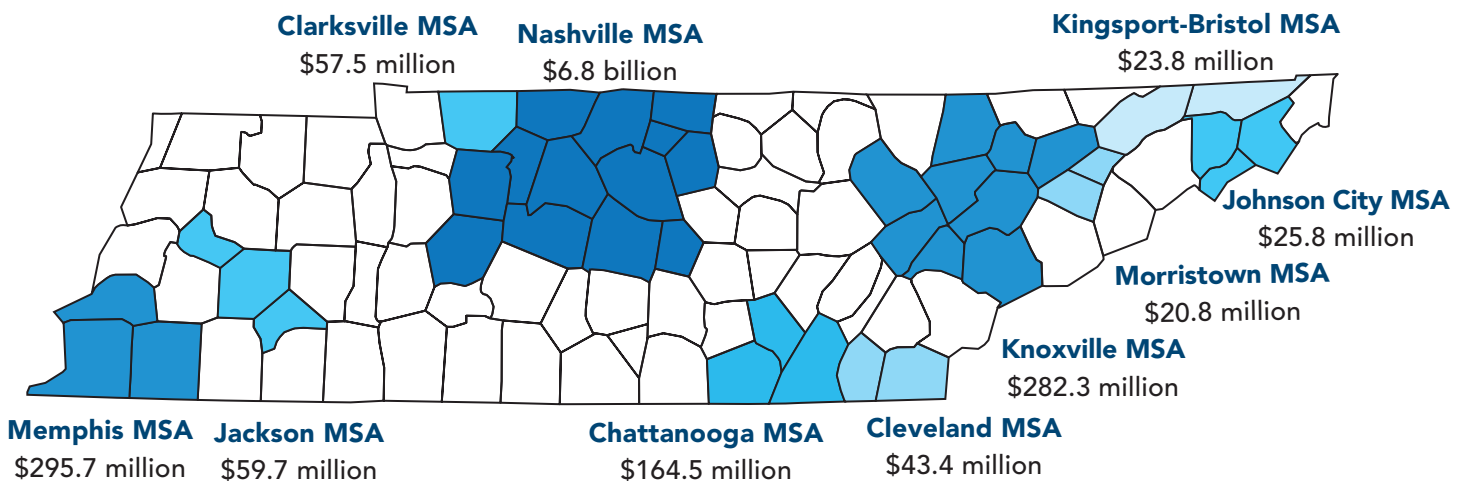 Clarksville MSA
$57.5 million
Nashville MSA
$6.8 billion
Kingsport-Bristol MSA
$23.8 million
Johnson City MSA
$25.8 million
Morristown MSA
$20.8 million
Knoxville MSA
$282.3 million
Memphis MSA
$295.7 million
Jackson MSA
$59.7 million
Chattanooga MSA
$164.5 million
Cleveland MSA
$43.4 million